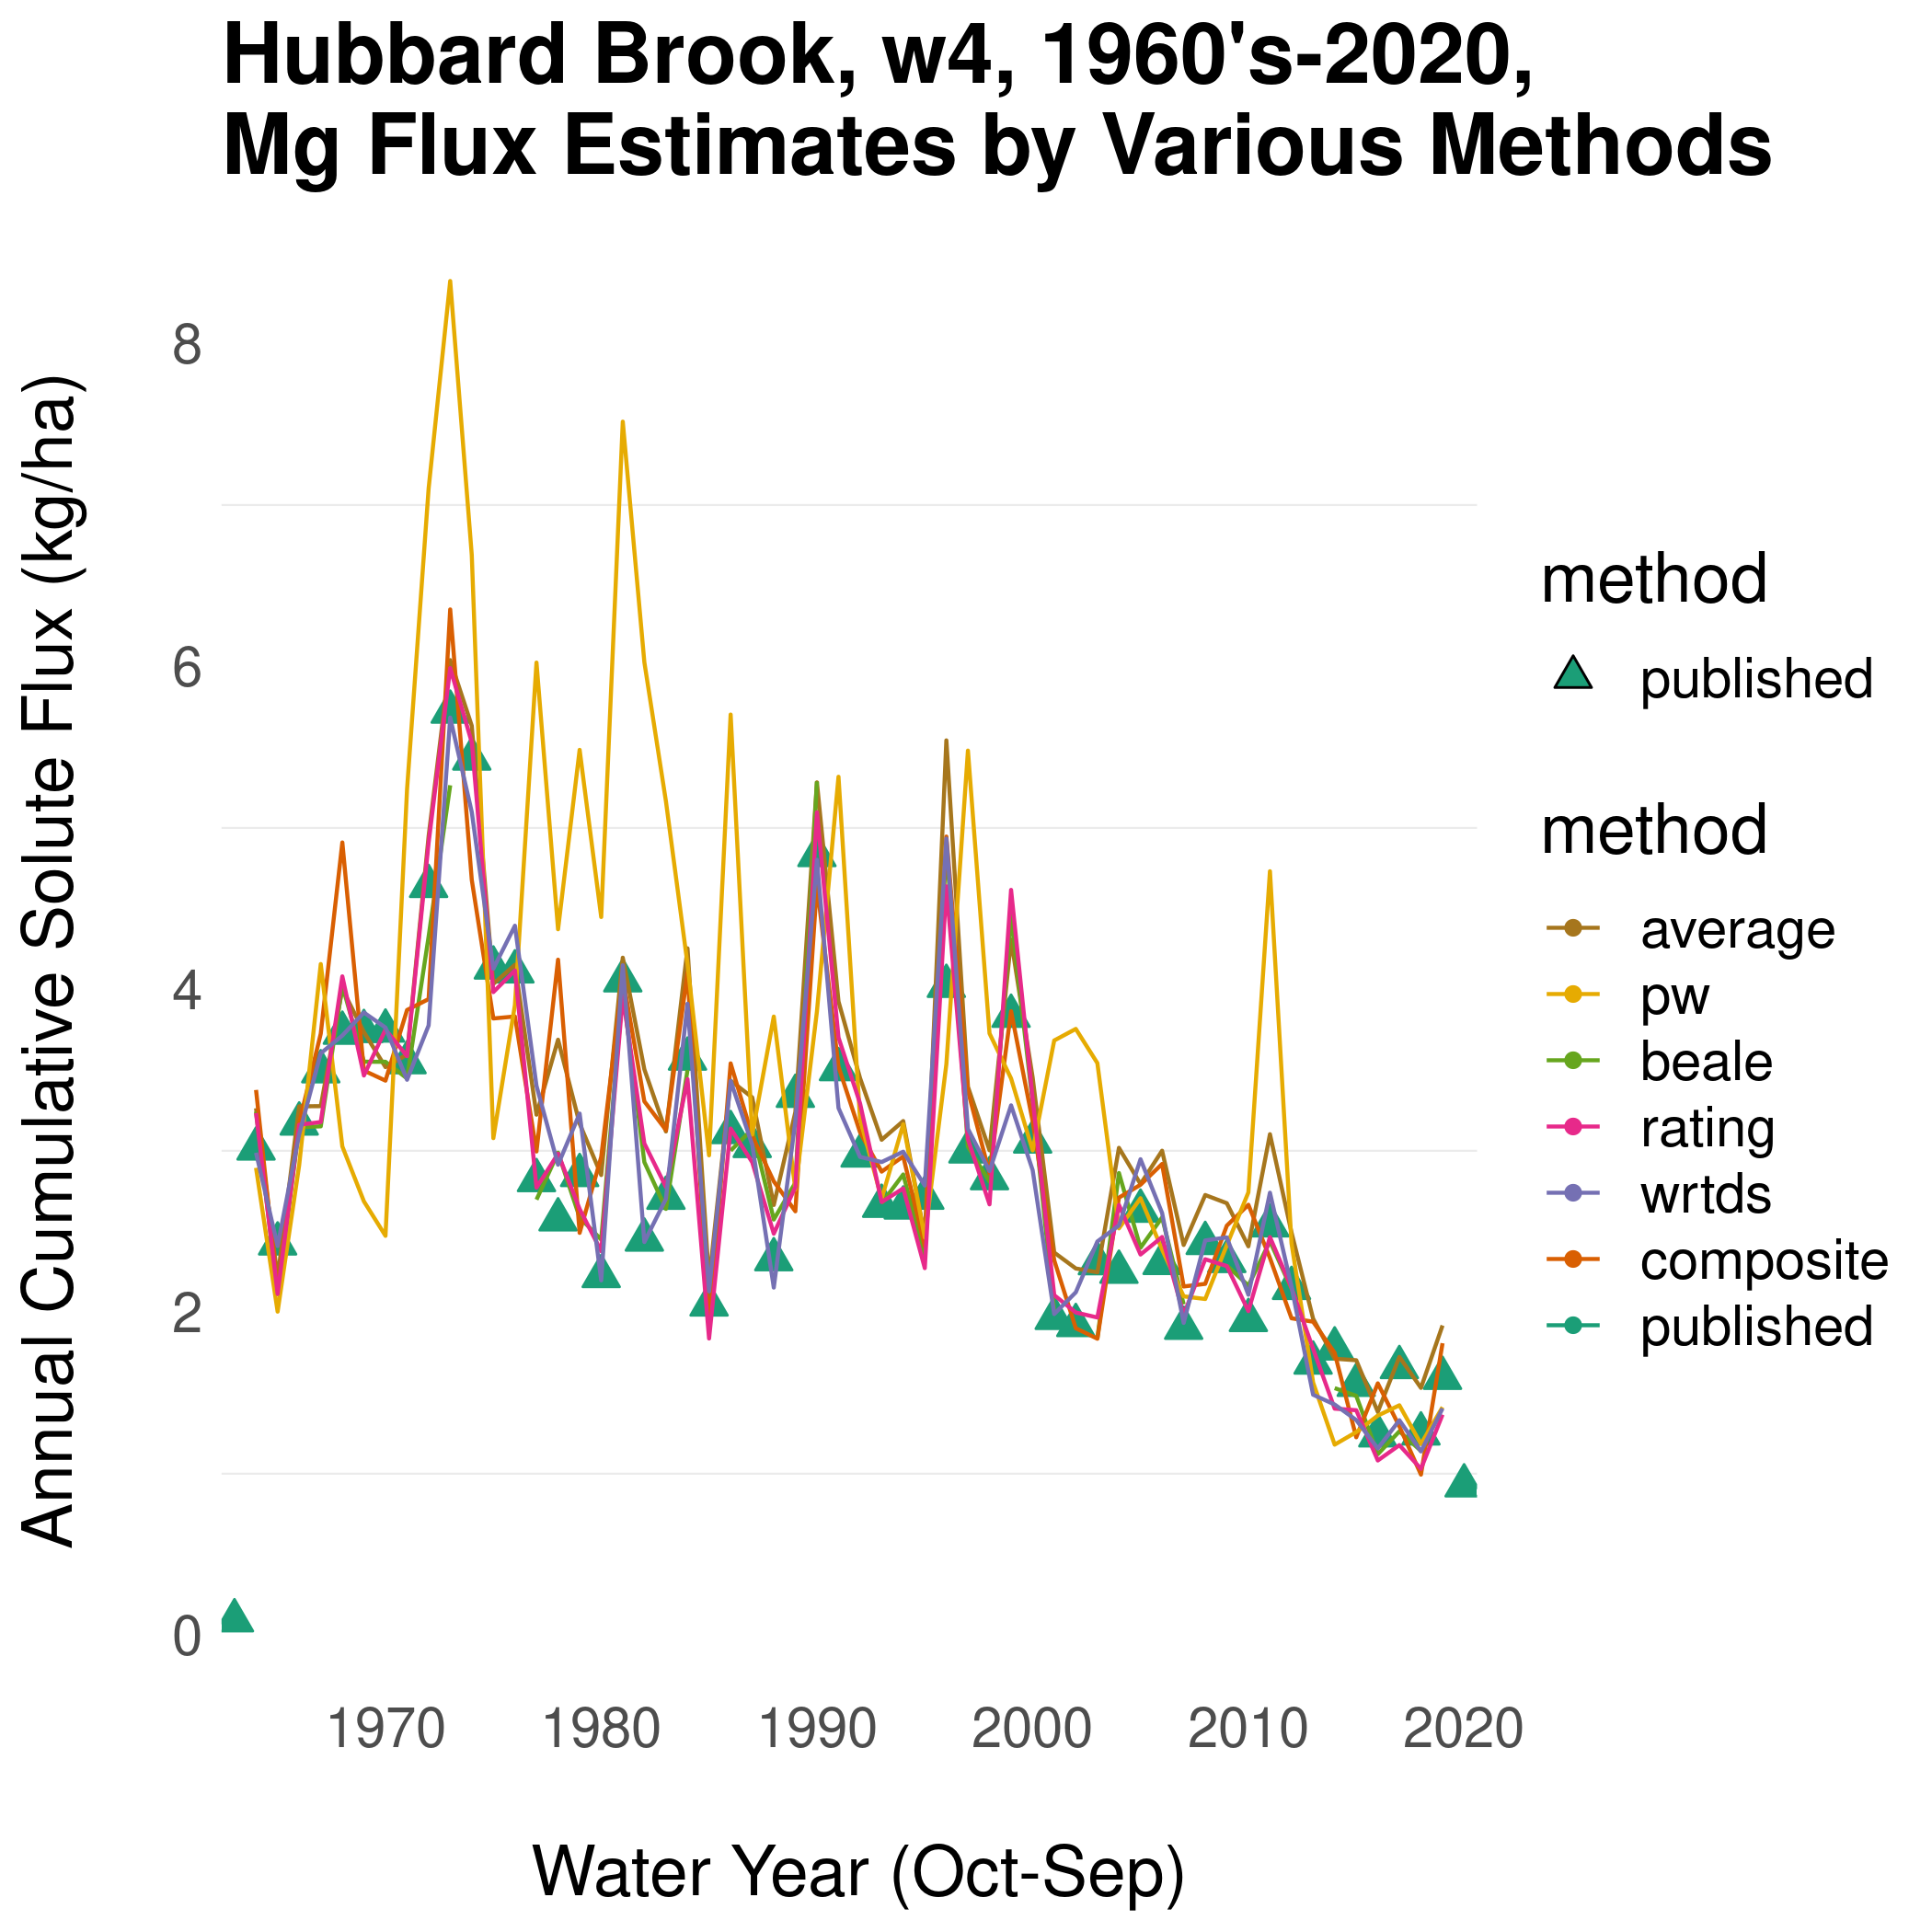 Hubbard Brook, w4, 1960's-2020,
Mg Flux Estimates by Various Methods
Annual Cumulative Solute Flux (kg/ha)
8
6
4
2
0
1970 1980 1990 2000 2010 2020
Water Year (Oct-Sep)
method
published
method
average
pw
beale
rating
wrtds
composite
published